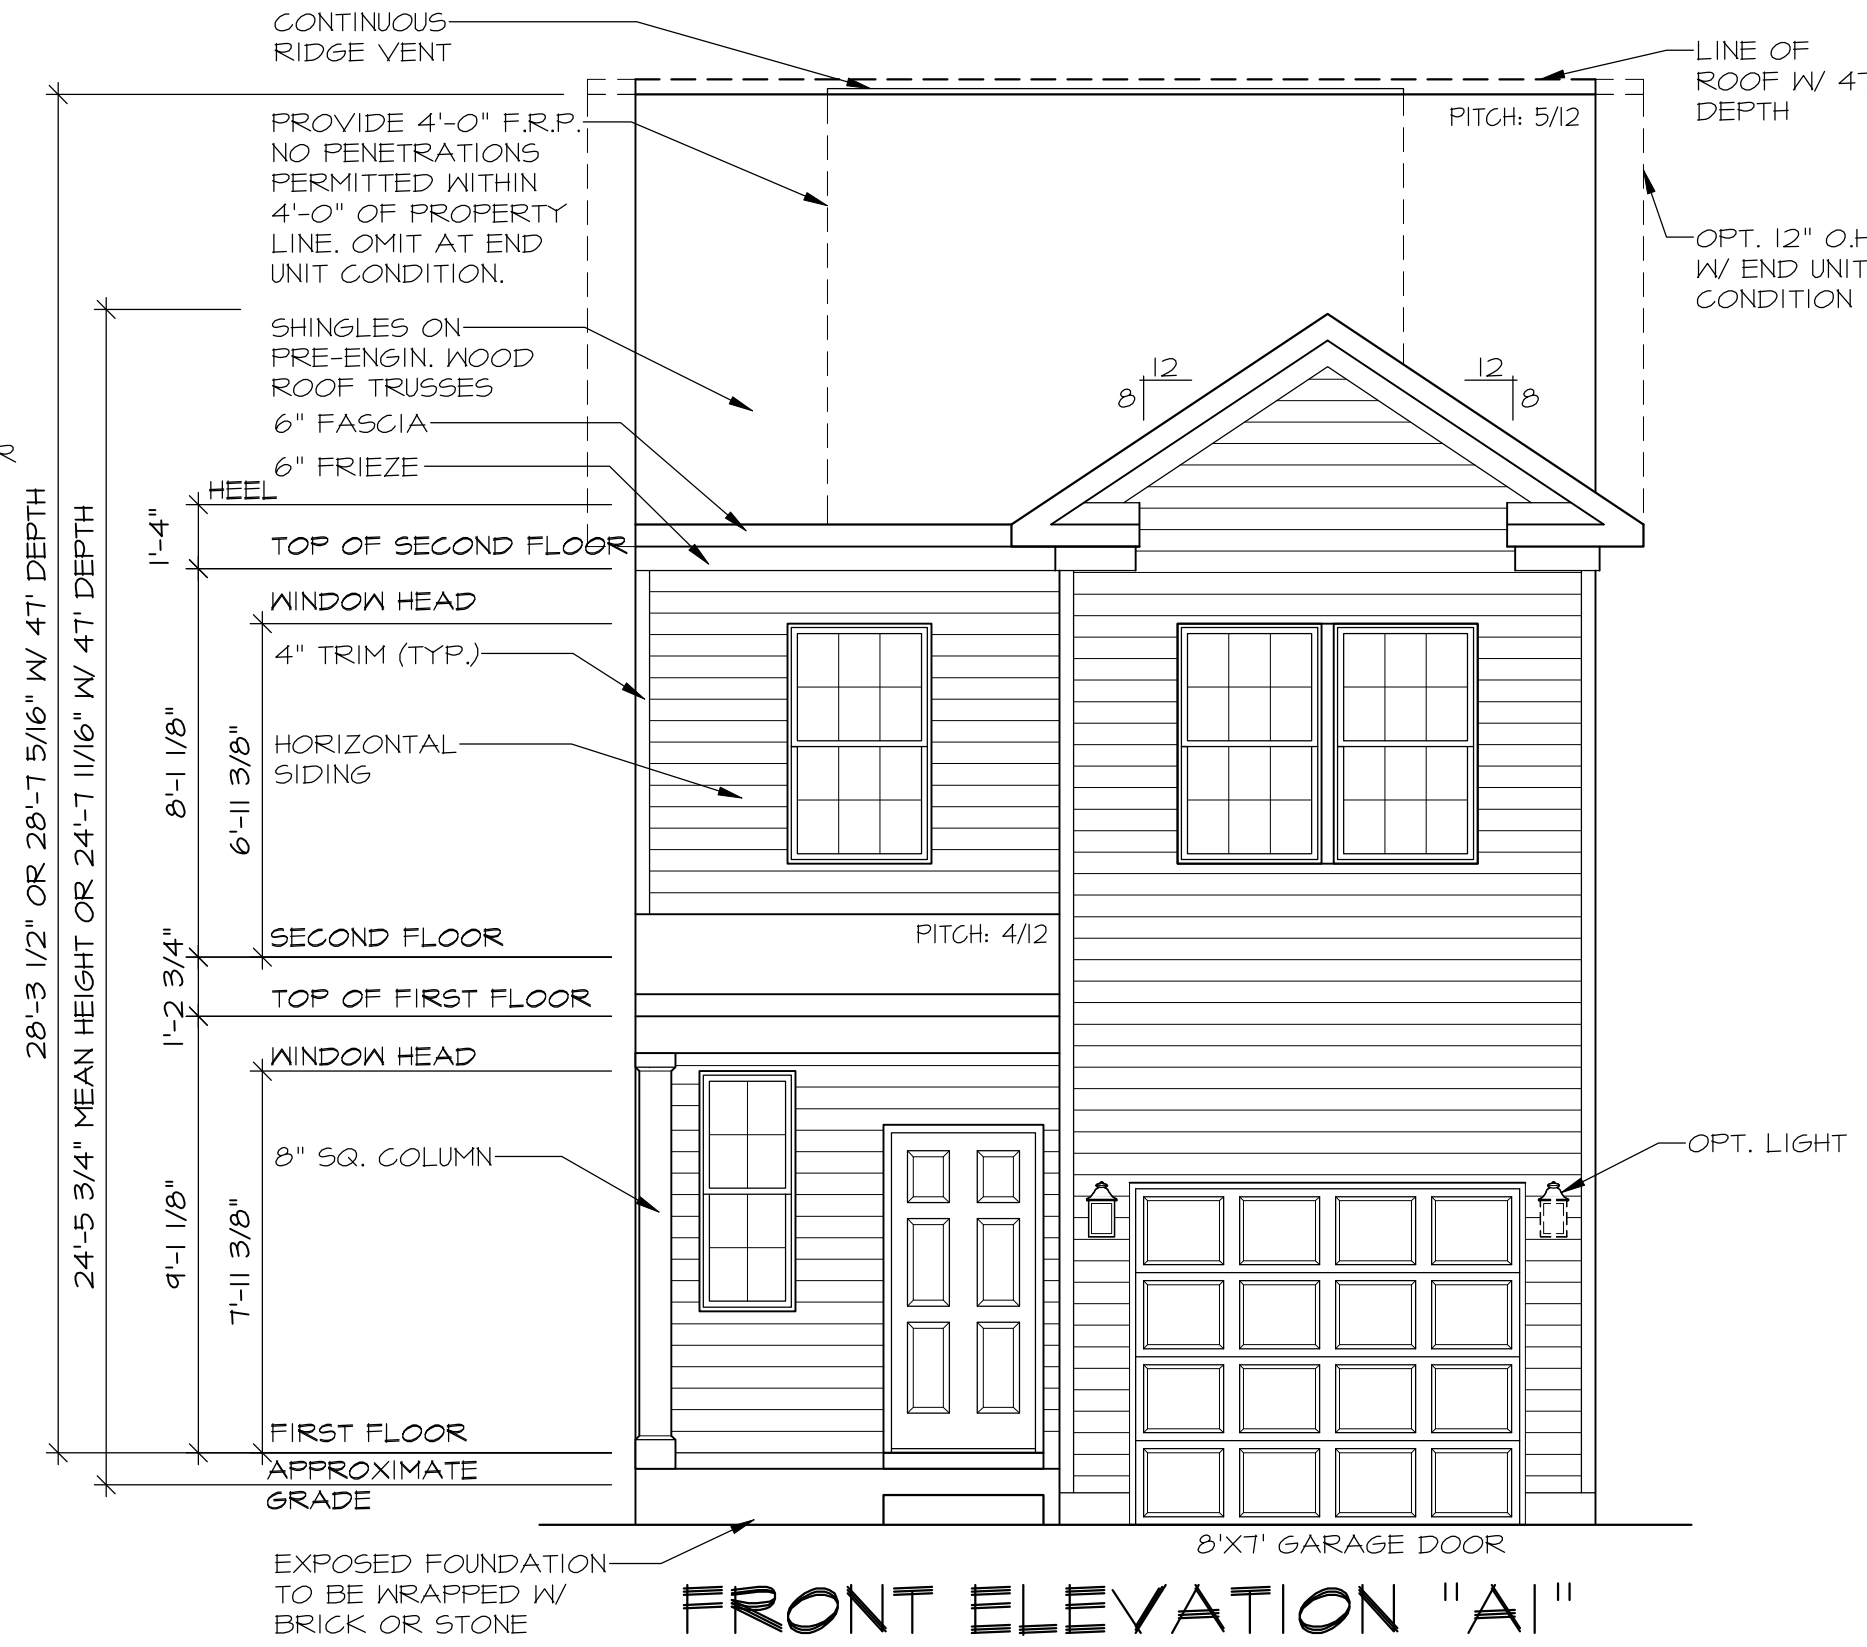 CONTINUOUS
RIDGE VENT
LINE OF
ROOF W/ 47
DEPTH
PITCH: 5/12
PROVIDE 4'-0" F.R.P.
NO PENETRATIONS
PERMITTED WITHIN
4'-0" OF PROPERTY
LINE. OMIT AT END
UNIT CONDITION.
OPT. 12" O.H
W/ END UNIT
CONDITION
SHINGLES ON
PRE-ENGIN. WOOD
ROOF TRUSSES
12
8
12
8
6" FASCIA
6" FRIEZE
HEEL
1'-4"
TOP OF SECOND FLOOR
WINDOW HEAD
4" TRIM (TYP.)
HORIZONTAL
SIDING
8'-1 1/8"
6'-11 3/8"
28'-3 1/2" OR 28'-7 5/16" W/ 47' DEPTH
24'-5 3/4" MEAN HEIGHT OR 24'-7 11/16" W/ 47' DEPTH
SECOND FLOOR
PITCH: 4/12
1'-2 3/4"
TOP OF FIRST FLOOR
WINDOW HEAD
8" SQ. COLUMN
OPT. LIGHT
9'-1 1/8"
7'-11 3/8"
FIRST FLOOR
APPROXIMATE
GRADE
8'X7' GARAGE DOOR
EXPOSED FOUNDATION
TO BE WRAPPED W/
BRICK OR STONE
FRONT ELEVATION "A1"